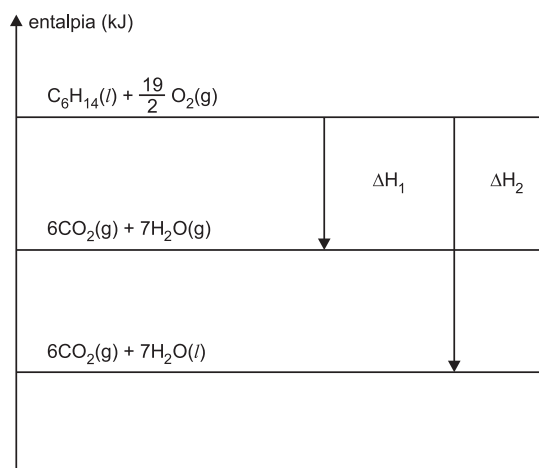 entalpia (kJ)
C₆H₁₄(l) + 19/2 O₂(g)
ΔH₁
ΔH₂
6CO₂(g) + 7H₂O(g)
6CO₂(g) + 7H₂O(l)